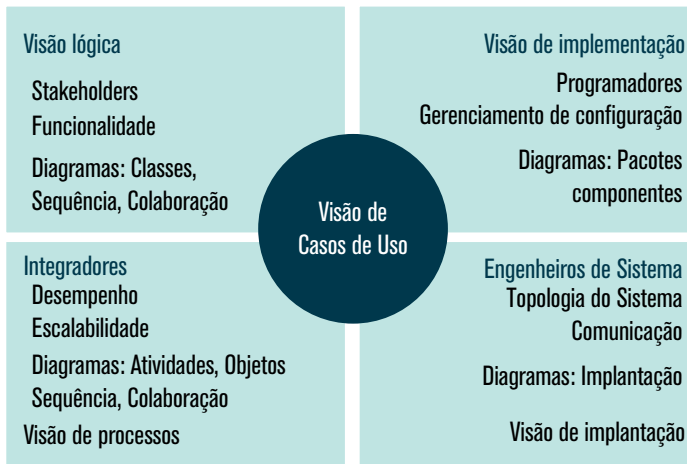 Visão lógica
Stakeholders
Funcionalidade
Diagramas: Classes,
Sequência, Colaboração
Visão de implementação
Programadores
Gerenciamento de configuração
Diagramas: Pacotes
componentes
Visão de
Casos de Uso
Integradores
Desempenho
Escalabilidade
Diagramas: Atividades, Objetos
Sequência, Colaboração
Visão de processos
Engenheiros de Sistema
Topologia do Sistema
Comunicação
Diagramas: Implantação
Visão de implantação